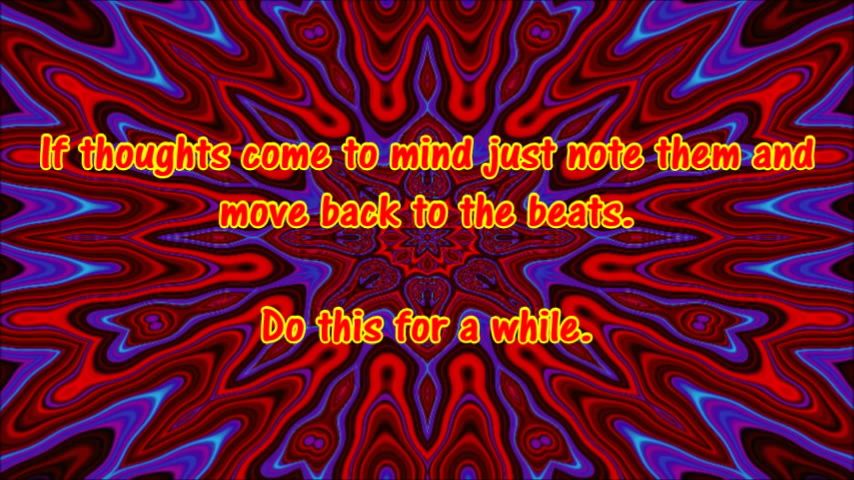 If thoughts come to mind just note them and
move back to the beats.
Do this for a while.